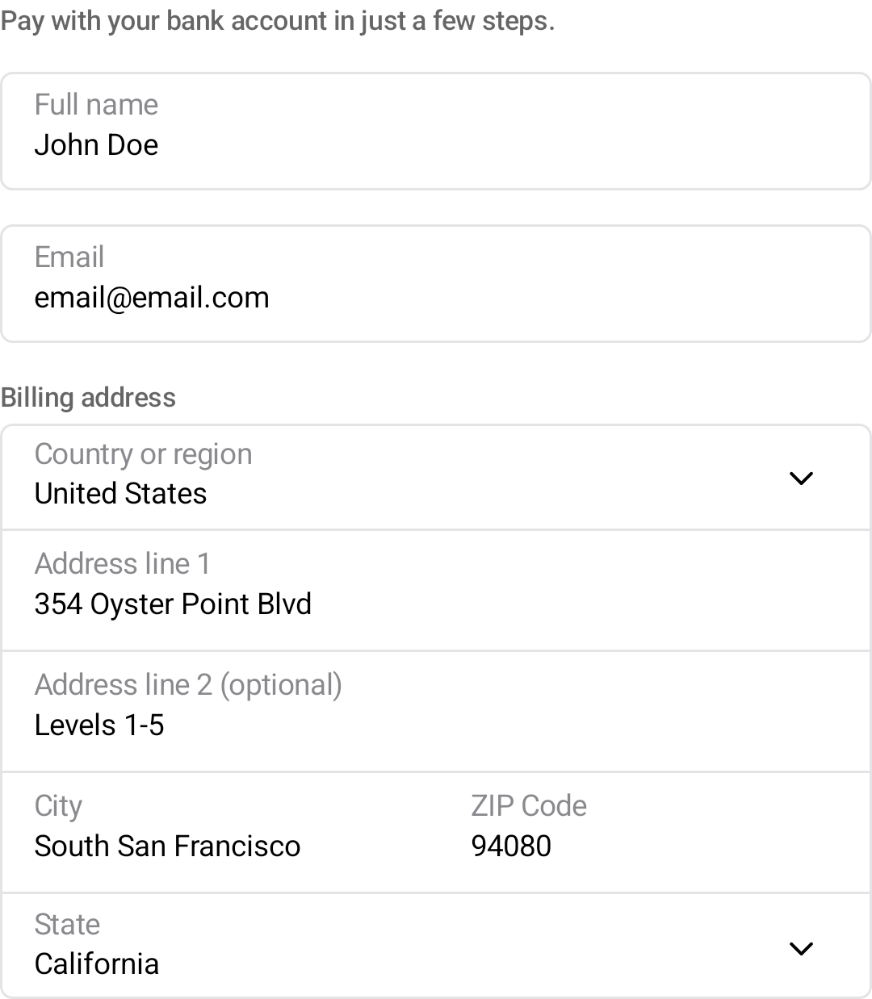 Pay with your bank account in just a few steps.
Full name
John Doe
Email
email@email.com
Billing address
Country or region
United States
Address line 1
354 Oyster Point Blvd
Address line 2 (optional)
Levels 1-5
City
South San Francisco
ZIP Code
94080
State
California